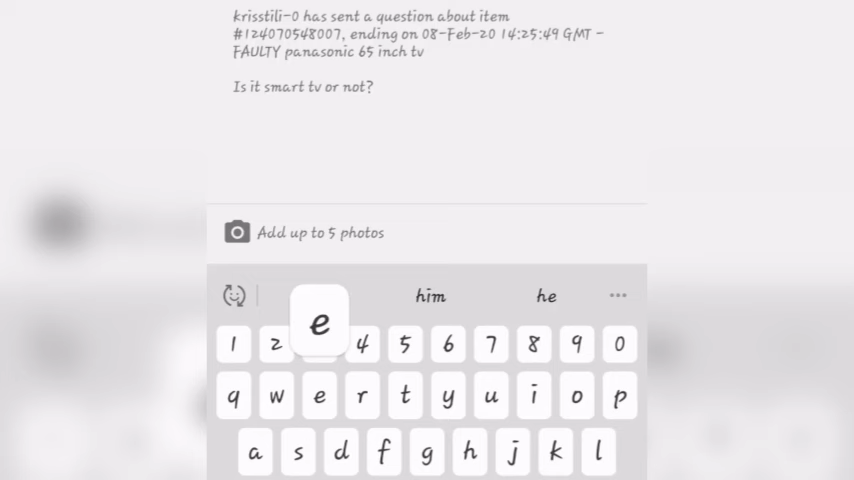 krisstili-0 has sent a question about item
#124070548007, ending on 08-Feb-20 14:25:49 GMT -
FAULTY panasonic 65 inch tv
Is it smart tv or not?
Add up to 5 photos
him he
e
1 2 4 5 6 7 8 9 0
q w e r t y u i o p
a s d f g h j k l